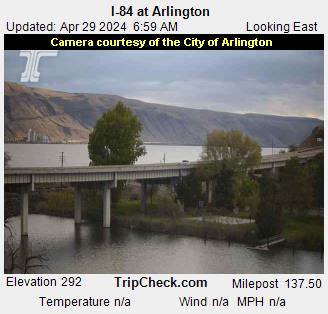 I-84 at Arlington
Updated: Apr 29 2024 6:59 AM Looking East
Camera courtesy of the City of Arlington
Elevation 292 TripCheck.com Milepost 137.50
Temperature n/a Wind n/a MPH n/a